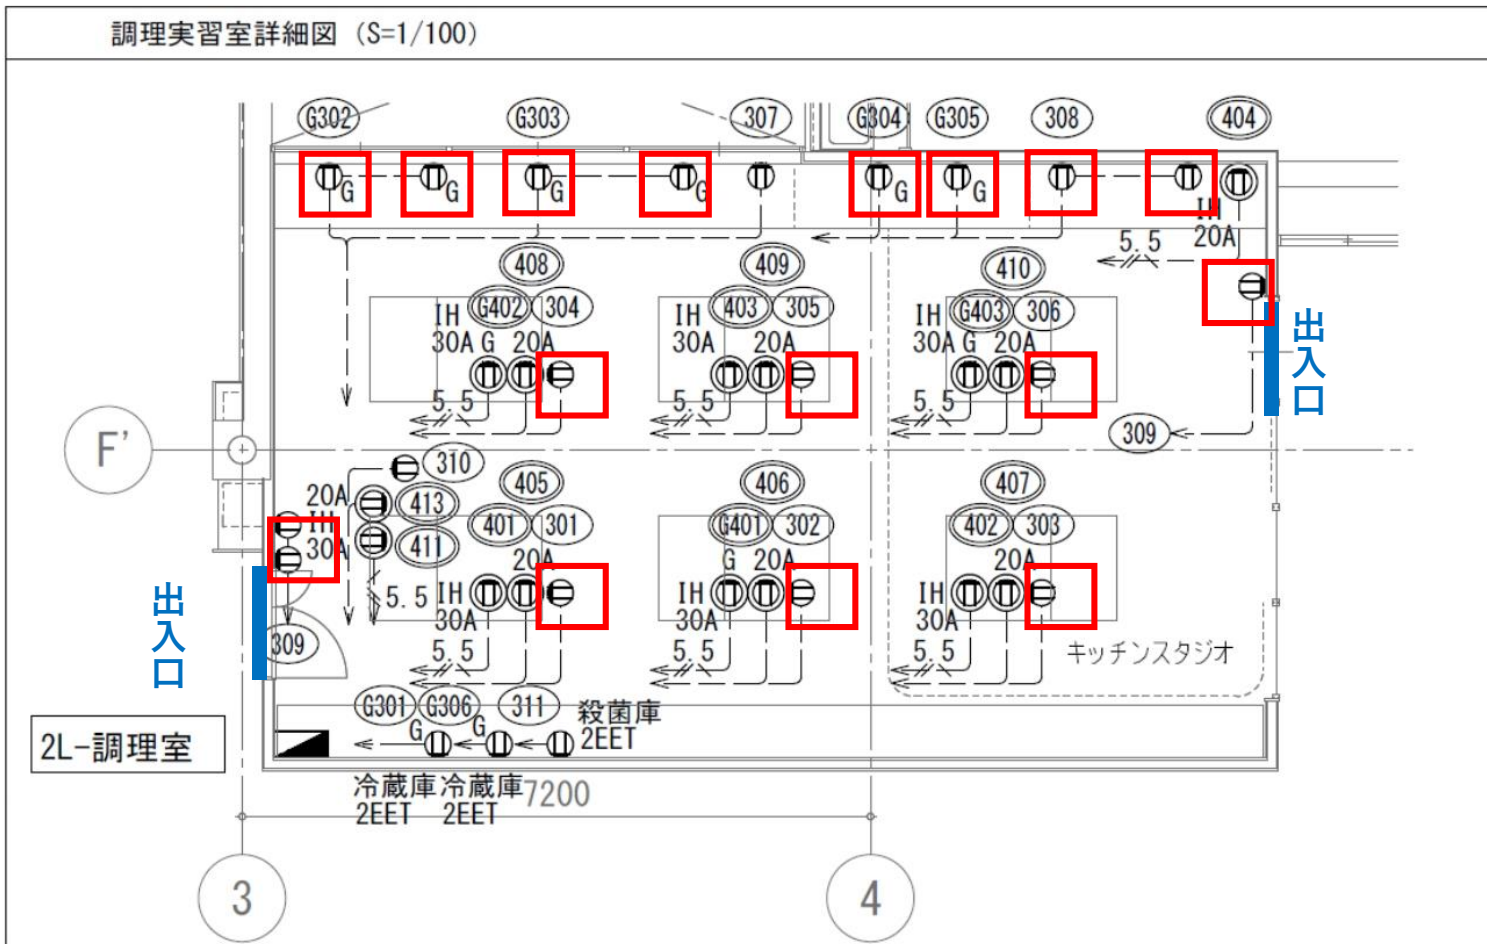 調理実習室詳細図 (S=1/100)
G302 G303 307 G304 G305 308 404
G G G G G G
IH
20A
5.5
408 409 410
G402 304 403 305 G403 306
IH IH IH
30A G 20A 30A 20A 30A G 20A
5.5 5.5 5.5
出入口
309
F'
310
20A 413
IH
30A 411
5.5
405 406 407
401 301 G401 302 402 303
20A G 20A 20A
IH IH IH
30A 30A 30A
5.5 5.5 5.5
出入口
309
キッチンスタジオ
G301 G306 311 殺菌庫
G G 2EET
2L-調理室
冷蔵庫 冷蔵庫 7200
2EET 2EET
3 4